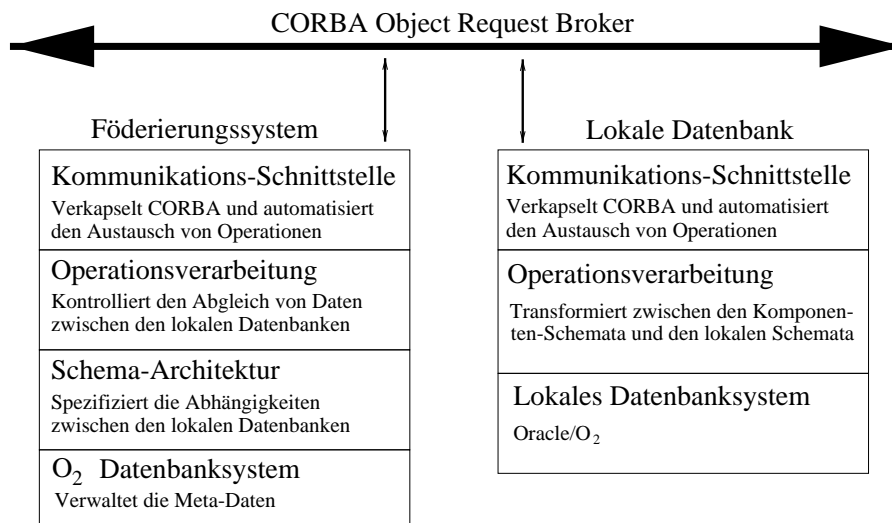 CORBA Object Request Broker
Föderierungssystem
Kommunikations-Schnittstelle
Verkapselt CORBA und automatisiert
den Austausch von Operationen
Operationsverarbeitung
Kontrolliert den Abgleich von Daten
zwischen den lokalen Datenbanken
Schema-Architektur
Spezifiziert die Abhängigkeiten
zwischen den lokalen Datenbanken
O₂ Datenbanksystem
Verwaltet die Meta-Daten
Lokale Datenbank
Kommunikations-Schnittstelle
Verkapselt CORBA und automatisiert
den Austausch von Operationen
Operationsverarbeitung
Transformiert zwischen den Komponen-
ten-Schemata und den lokalen Schemata
Lokales Datenbanksystem
Oracle/O₂